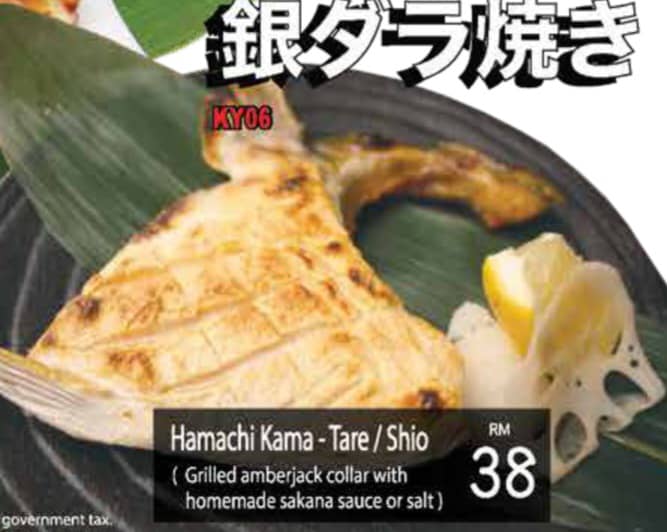 銀ダラ焼き
KY06
Hamachi Kama - Tare / Shio
( Grilled amberjack collar with
homemade sakana sauce or salt )
RM
38
government tax.